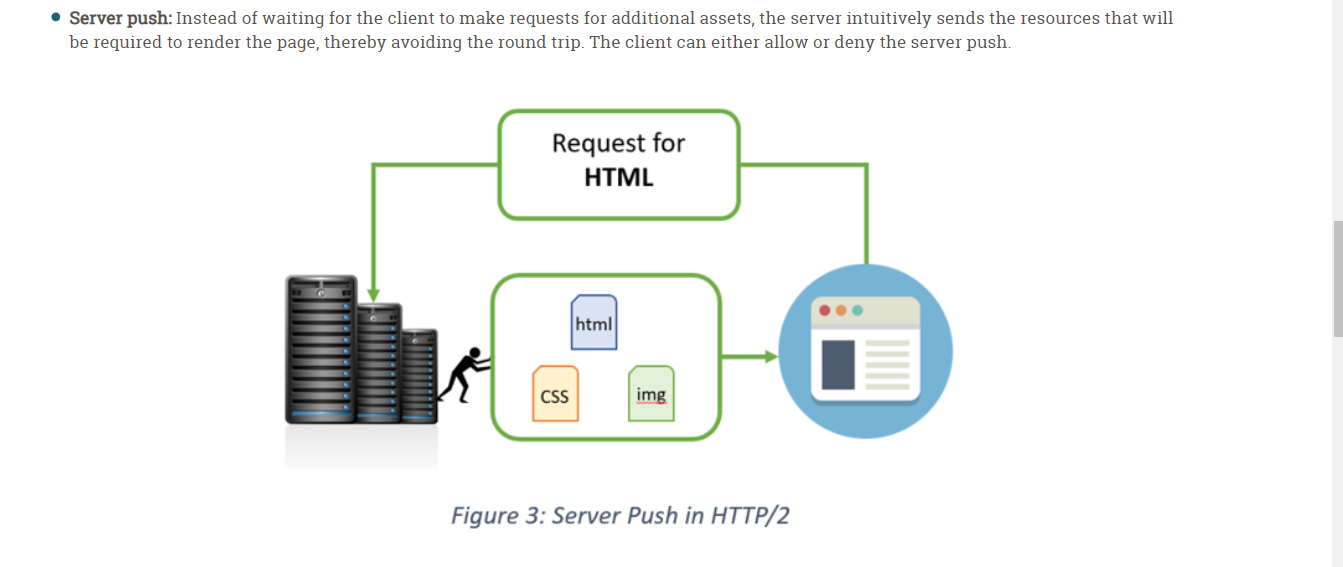 Server push: Instead of waiting for the client to make requests for additional assets, the server intuitively sends the resources that will
be required to render the page, thereby avoiding the round trip. The client can either allow or deny the server push.
Request for
HTML
html
css
img
Figure 3: Server Push in HTTP/2